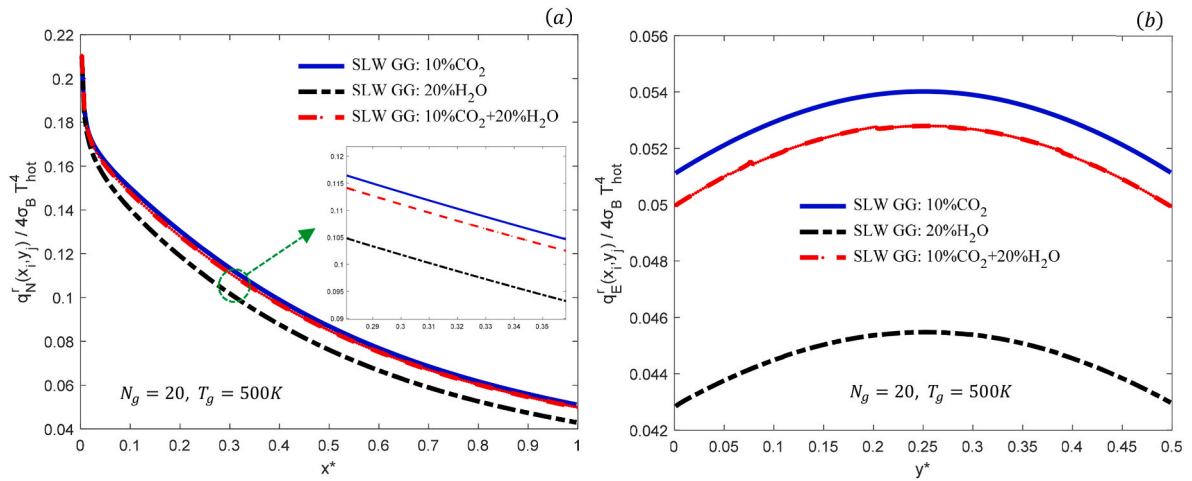 (a)
q^r_N(x_i,y_j) / 4σ_B T^4_hot
0.22
0.2
0.18
0.16
0.14
0.12
0.1
0.08
0.06
0.04
SLW GG: 10%CO₂
SLW GG: 20%H₂O
SLW GG: 10%CO₂+20%H₂O
0.12
0.115
0.11
0.105
0.1
0.095
0.09
0.29 0.3 0.31 0.32 0.33 0.34 0.35
N_g = 20, T_g = 500K
0 0.1 0.2 0.3 0.4 0.5 0.6 0.7 0.8 0.9 1
x*
(b)
q^r_E(x_i,y_j) / 4σ_B T^4_hot
0.056
0.054
0.052
0.05
0.048
0.046
0.044
0.042
SLW GG: 10%CO₂
SLW GG: 20%H₂O
SLW GG: 10%CO₂+20%H₂O
N_g = 20, T_g = 500K
0 0.05 0.1 0.15 0.2 0.25 0.3 0.35 0.4 0.45 0.5
y*